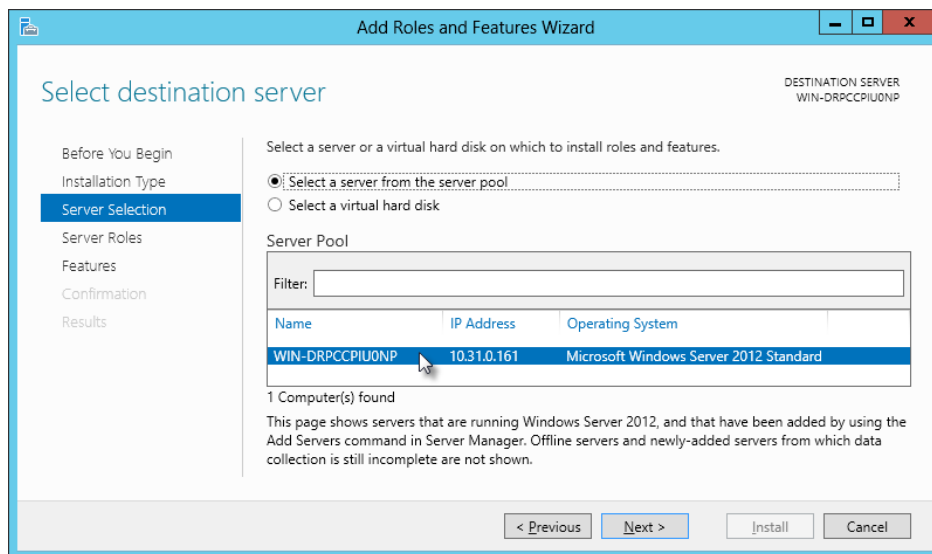 Add Roles and Features Wizard
Select destination server
DESTINATION SERVER
WIN-DRPCCPIU0NP
Before You Begin
Installation Type
Server Selection
Server Roles
Features
Confirmation
Results
Select a server or a virtual hard disk on which to install roles and features.
Select a server from the server pool
Select a virtual hard disk
Server Pool
Filter:
Name IP Address Operating System
WIN-DRPCCPIU0NP 10.31.0.161 Microsoft Windows Server 2012 Standard
1 Computer(s) found
This page shows servers that are running Windows Server 2012, and that have been added by using the
Add Servers command in Server Manager. Offline servers and newly-added servers from which data
collection is still incomplete are not shown.
< Previous Next > Install Cancel